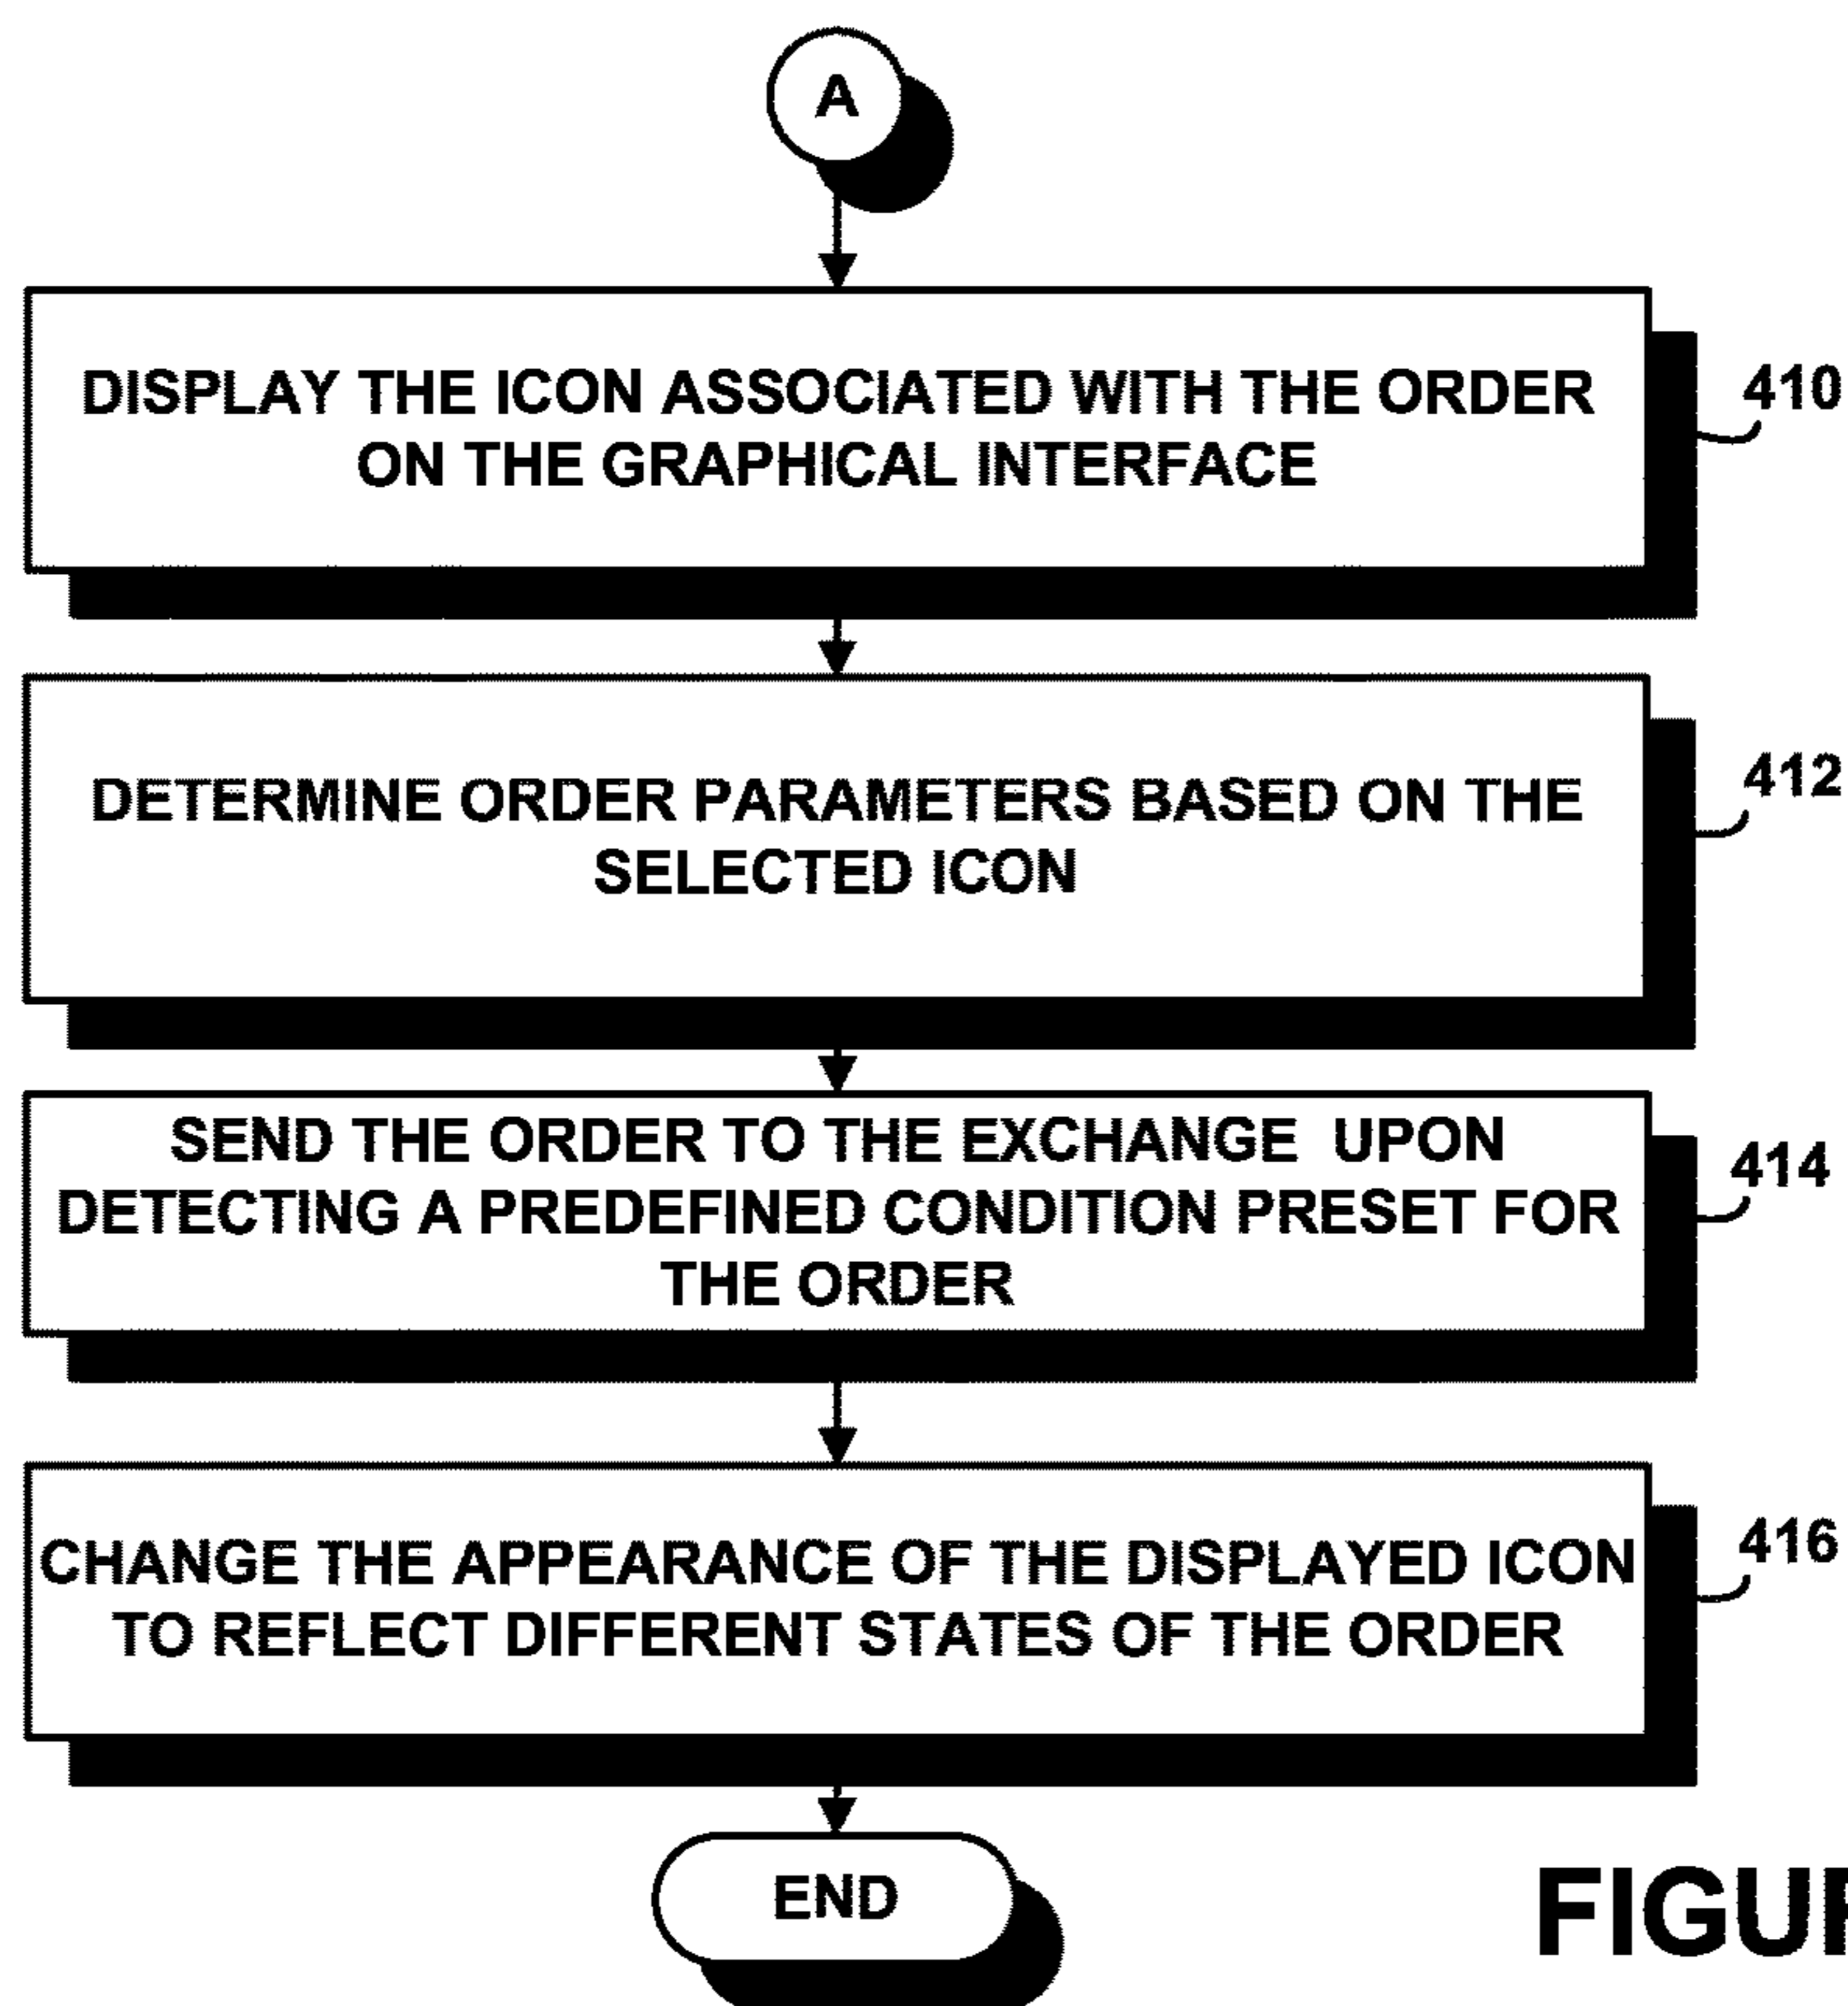 A
DISPLAY THE ICON ASSOCIATED WITH THE ORDER
ON THE GRAPHICAL INTERFACE
410
DETERMINE ORDER PARAMETERS BASED ON THE
SELECTED ICON
412
SEND THE ORDER TO THE EXCHANGE UPON
DETECTING A PREDEFINED CONDITION PRESET FOR
THE ORDER
414
CHANGE THE APPEARANCE OF THE DISPLAYED ICON
TO REFLECT DIFFERENT STATES OF THE ORDER
416
END